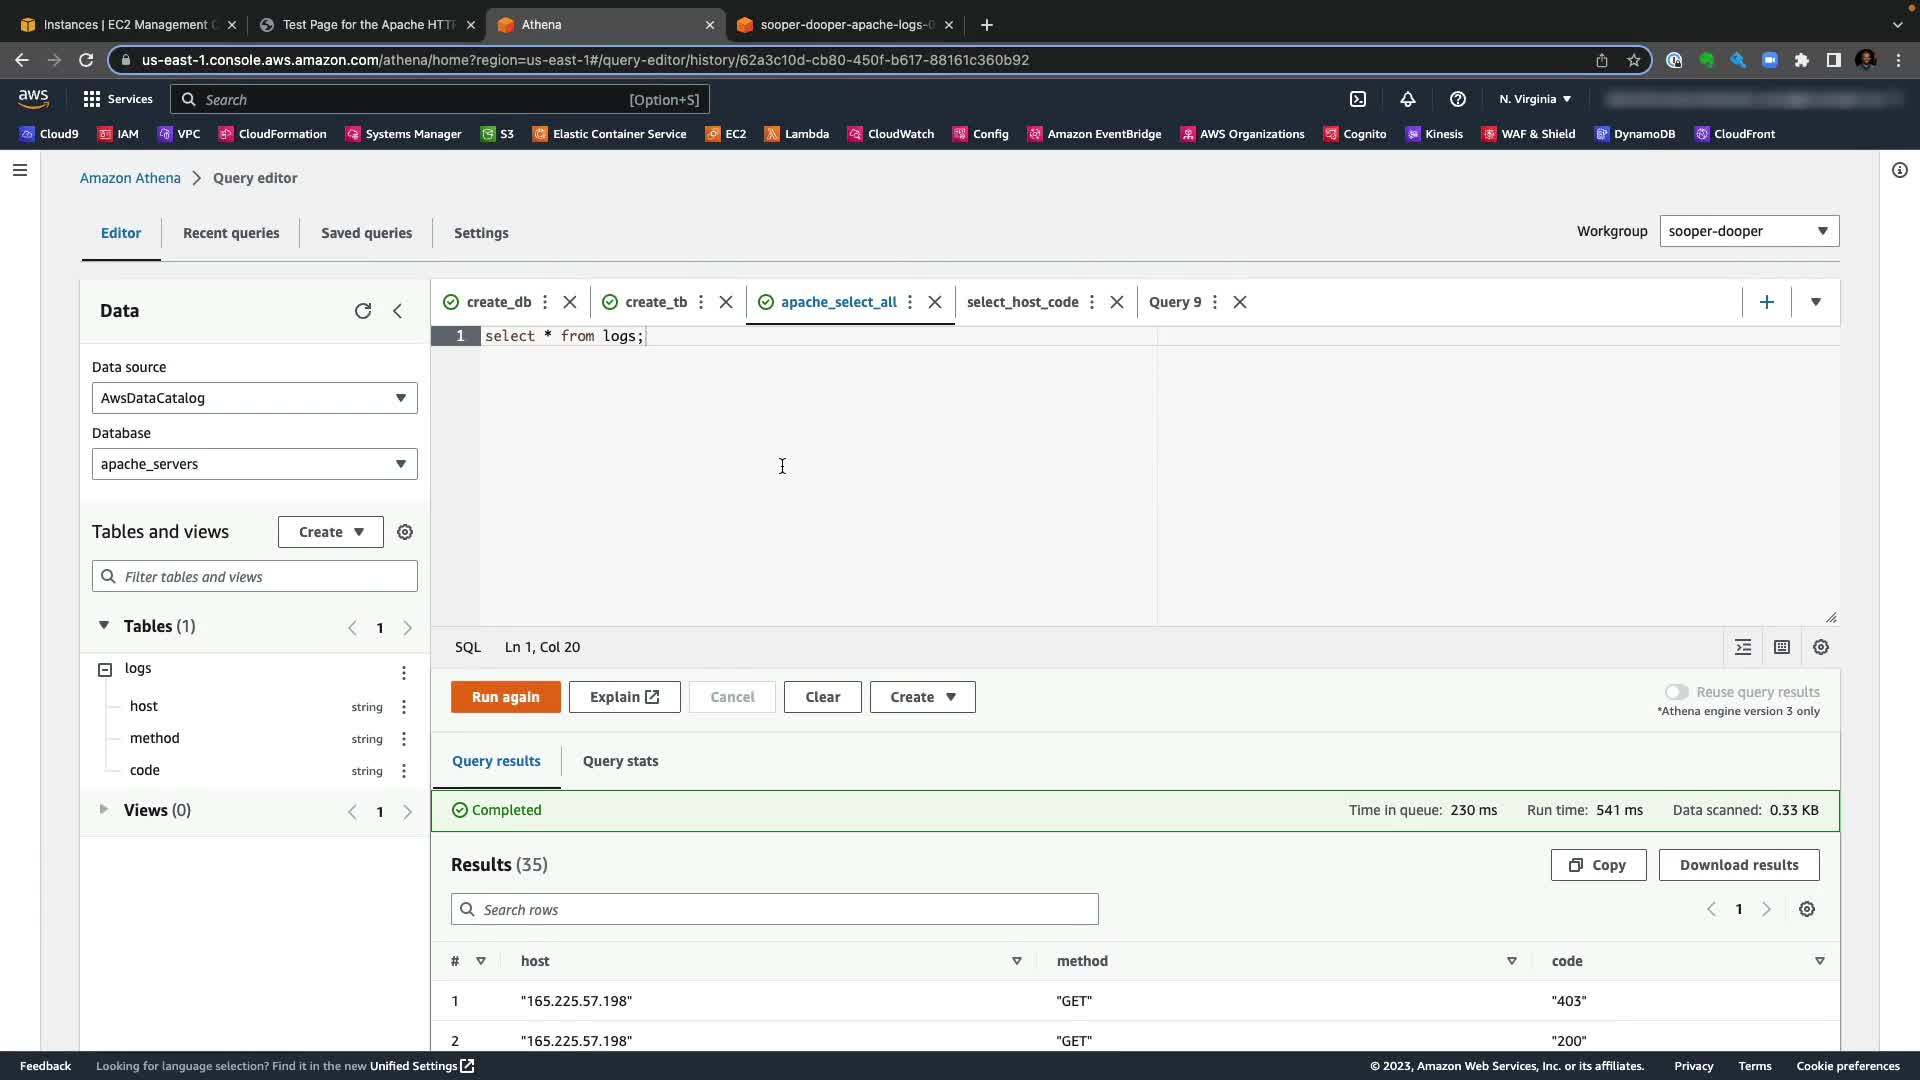 Instances | EC2 Management C
Test Page for the Apache HTTP
Athena
sooper-dooper-apache-logs-0
us-east-1.console.aws.amazon.com/athena/home?region=us-east-1#/query-editor/history/62a3c10d-cb80-450f-b617-88161c360b92
aws
Services
Search
[Option+S]
N. Virginia
Cloud9
IAM
VPC
CloudFormation
Systems Manager
S3
Elastic Container Service
EC2
Lambda
CloudWatch
Config
Amazon EventBridge
AWS Organizations
Cognito
Kinesis
WAF & Shield
DynamoDB
CloudFront
Amazon Athena
Query editor
Editor
Recent queries
Saved queries
Settings
Workgroup
sooper-dooper
Data
Data source
AwsDataCatalog
Database
apache_servers
Tables and views
Create
Filter tables and views
Tables (1)
1
logs
host string
method string
code string
Views (0)
1
create_db
create_tb
apache_select_all
select_host_code
Query 9
1 select * from logs;
SQL
Ln 1, Col 20
Run again
Explain
Cancel
Clear
Create
Reuse query results
*Athena engine version 3 only
Query results
Query stats
Completed
Time in queue: 230 ms
Run time: 541 ms
Data scanned: 0.33 KB
Results (35)
Copy
Download results
Search rows
1
# host method code
1 "165.225.57.198" "GET" "403"
2 "165.225.57.198" "GET" "200"
Feedback
Looking for language selection? Find it in the new Unified Settings
© 2023, Amazon Web Services, Inc. or its affiliates.
Privacy
Terms
Cookie preferences